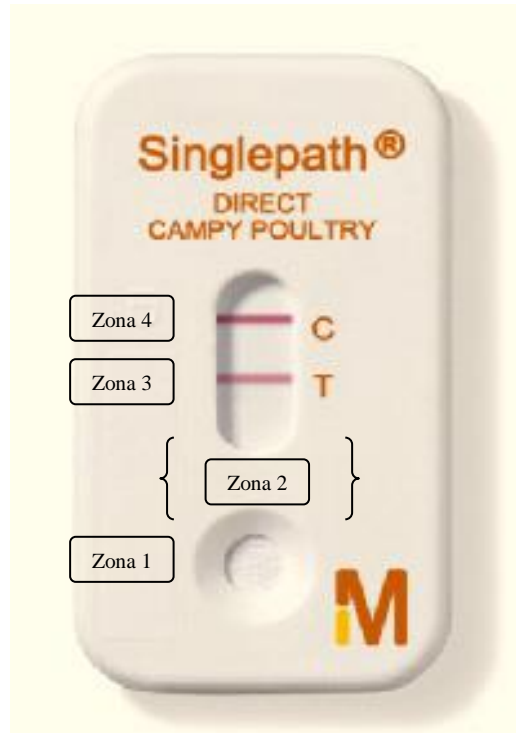 Singlepath®
DIRECT
CAMPY POULTRY
Zona 4
C
Zona 3
T
Zona 2
Zona 1
M